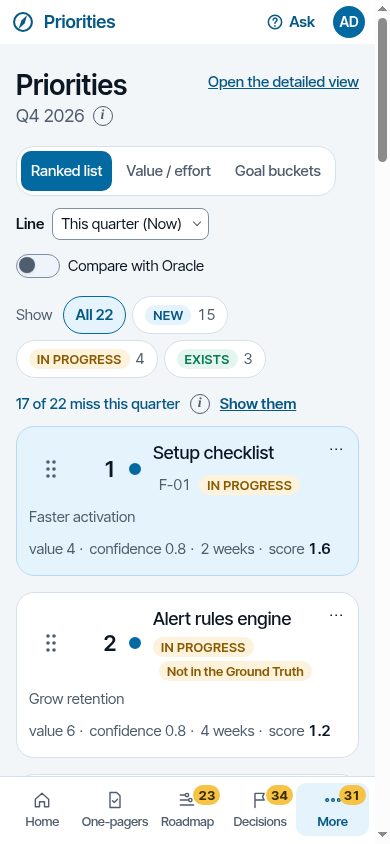 Priorities
Ask
AD
Priorities
Open the detailed view
Q4 2026 i
Ranked list
Value / effort
Goal buckets
Line This quarter (Now)
Compare with Oracle
Show All 22 NEW 15
IN PROGRESS 4 EXISTS 3
17 of 22 miss this quarter i Show them
1 Setup checklist ...
F-01 IN PROGRESS
Faster activation
value 4 · confidence 0.8 · 2 weeks · score 1.6
2 Alert rules engine ...
IN PROGRESS
Not in the Ground Truth
Grow retention
value 6 · confidence 0.8 · 4 weeks · score 1.2
23 34 31
Home One-pagers Roadmap Decisions More